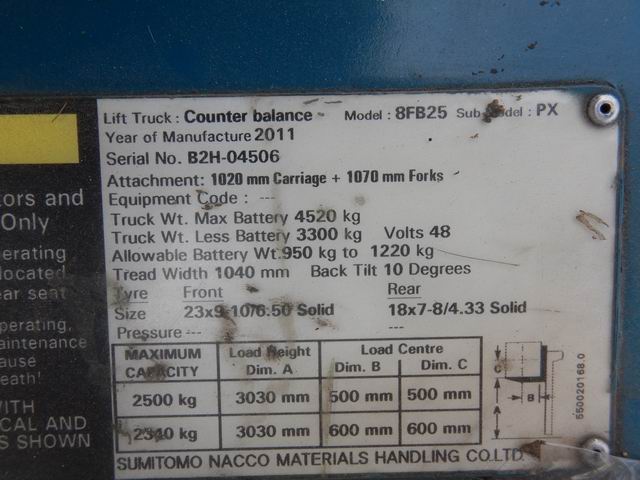 Lift Truck : Counter balance Model : 8FB25 Sub Model : PX
Year of Manufacture 2011
Serial No. B2H-04506
Attachment: 1020 mm Carriage + 1070 mm Forks
Equipment Code : ---
Truck Wt. Max Battery 4520 kg
Truck Wt. Less Battery 3300 kg Volts 48
Allowable Battery Wt. 950 kg to 1220 kg
Tread Width 1040 mm Back Tilt 10 Degrees
Tyre Front Rear
Size 23x9-10/6.50 Solid 18x7-8/4.33 Solid
Pressure --- ---
MAXIMUM CAPACITY Load Height Dim. A Load Centre Dim. B Dim. C
2500 kg 3030 mm 500 mm 500 mm
2340 kg 3030 mm 600 mm 600 mm
C
B
A
550020168.0
SUMITOMO NACCO MATERIALS HANDLING CO.LTD.
tors and
Only
erating
located
ear seat
operating,
maintenance
ause
eath!
WITH
ICAL AND
S SHOWN